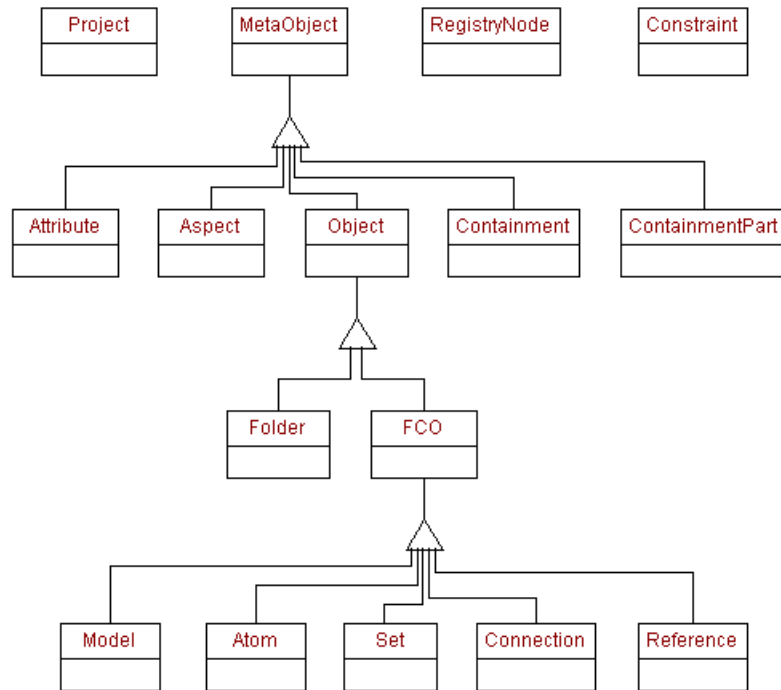 Project
MetaObject
RegistryNode
Constraint
Attribute
Aspect
Object
Containment
ContainmentPart
Folder
FCO
Model
Atom
Set
Connection
Reference